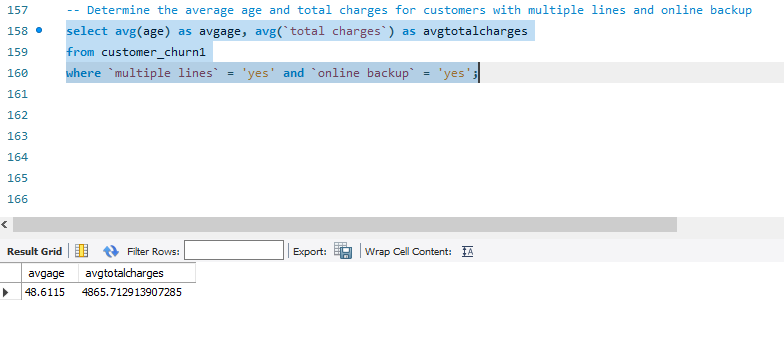 157 -- Determine the average age and total charges for customers with multiple lines and online backup
158 select avg(age) as avgage, avg(`total charges`) as avgtotalcharges
159 from customer_churn1
160 where `multiple lines` = 'yes' and `online backup` = 'yes';
161
162
163
164
165
166
Result Grid Filter Rows: Export: Wrap Cell Content: IA
avgage avgtotalcharges
48.6115 4865.712913907285